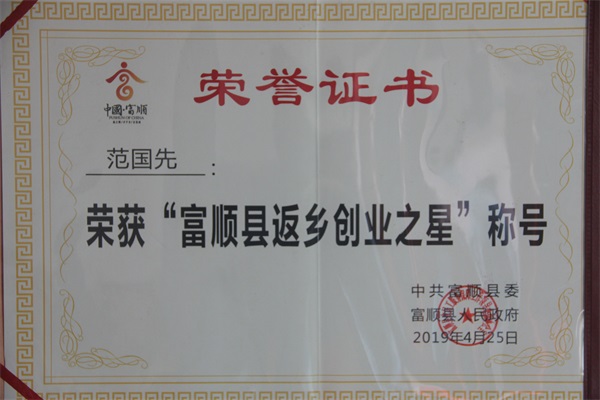 荣誉证书
中國·富顺
范国先：
荣获“富顺县返乡创业之星”称号
中共富顺县委
富顺县人民政府
2019年4月25日